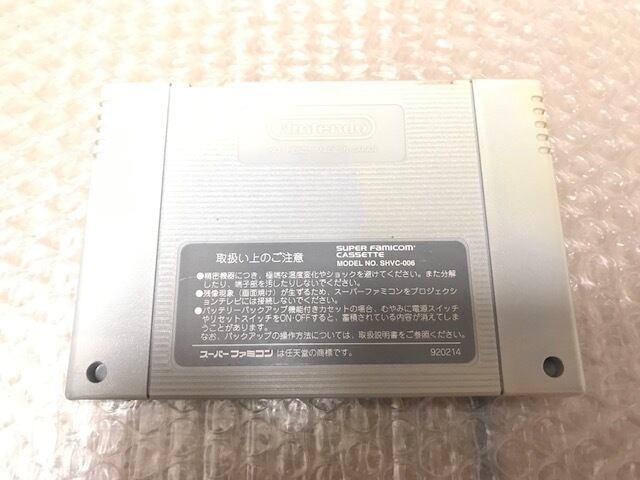 Nintendo
取扱い上のご注意
SUPER FAMICOM
CASSETTE
MODEL NO. SHVC-006
●精密機器につき、極端な温度変化やショックを避けてください。また分解
したり、端子部を汚したりしないでください。
●残像現象（画面焼け）が生ずるため、スーパーファミコンをプロジェクシ
ョンテレビには接続しないでください。
●バッテリーバックアップ機能付きカセットの場合、むやみに電源スイッチ
やリセットスイッチをON・OFFすると、蓄積されている内容が消えてしま
うことがあります。
なお、バックアップの操作方法については、取扱説明書をご参照ください。
スーパーファミコンは任天堂の商標です。
920214